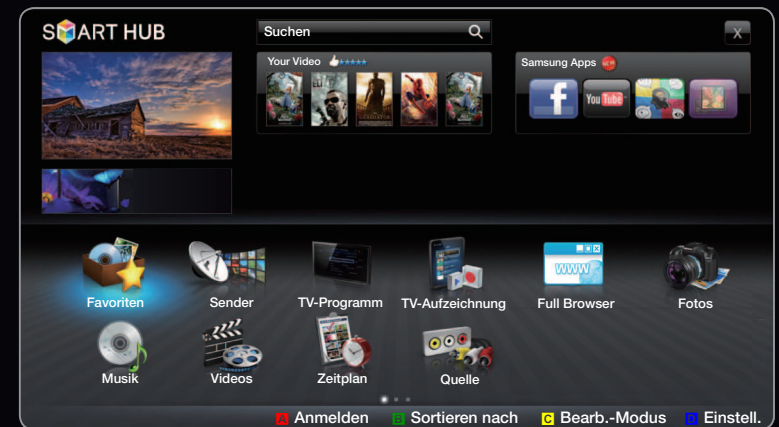 SMART HUB
Suchen
X
Your Video
Samsung Apps
f
You Tube
Favoriten
Sender
TV-Programm
TV-Aufzeichnung
Full Browser
www
Fotos
Musik
Videos
Zeitplan
Quelle
A Anmelden
B Sortieren nach
C Bearb.-Modus
D Einstell.